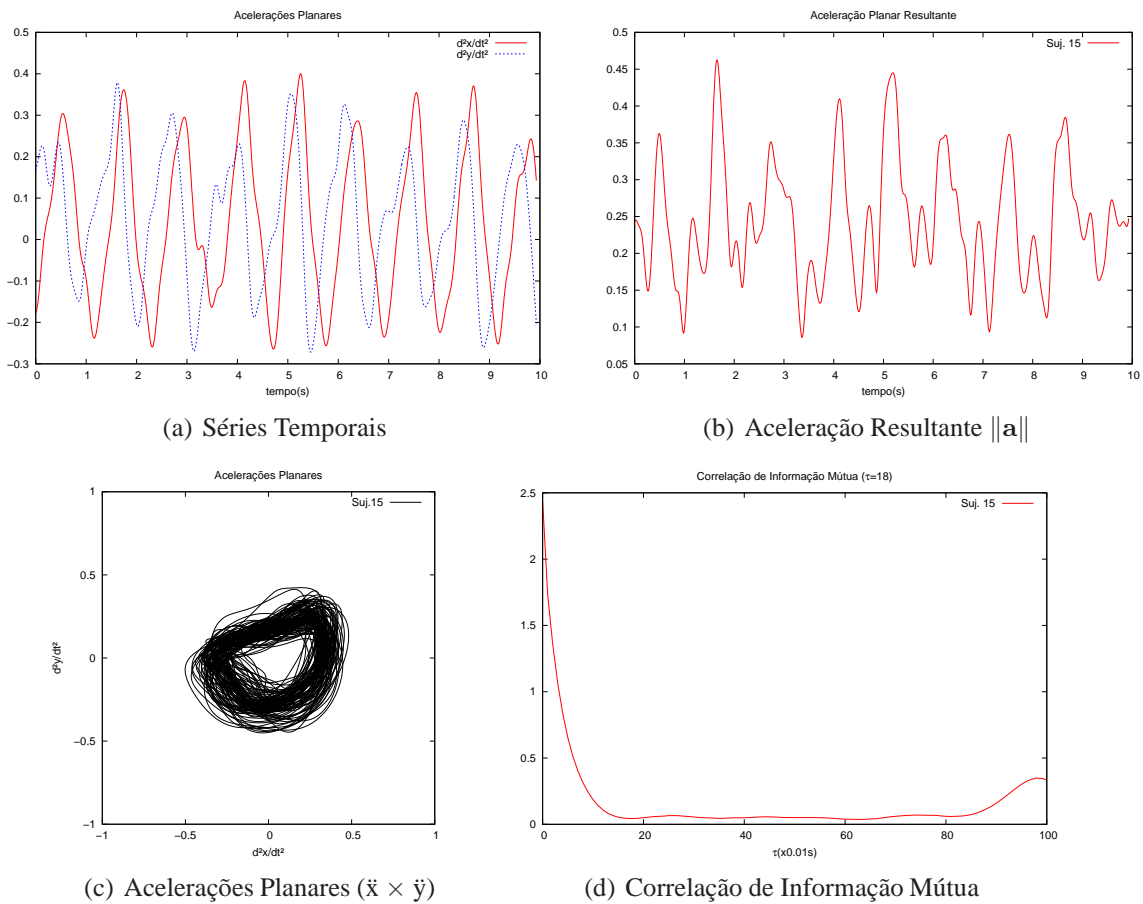 Acelerações Planares
0.5
0.4
0.3
0.2
0.1
0
−0.1
−0.2
−0.3
d²x/dt²
d²y/dt²
0 1 2 3 4 5 6 7 8 9 10
tempo(s)
(a) Séries Temporais
Aceleração Planar Resultante
0.5
0.45
0.4
0.35
0.3
0.25
0.2
0.15
0.1
0.05
Suj. 15
0 1 2 3 4 5 6 7 8 9 10
tempo(s)
(b) Aceleração Resultante ‖a‖
Acelerações Planares
1
0.5
0
−0.5
−1
d²y/dt²
Suj.15
−1 −0.5 0 0.5 1
d²x/dt²
(c) Acelerações Planares (ẍ × ÿ)
Correlação de Informação Mútua (τ=18)
2.5
2
1.5
1
0.5
0
Suj. 15
0 20 40 60 80 100
τ(x0.01s)
(d) Correlação de Informação Mútua